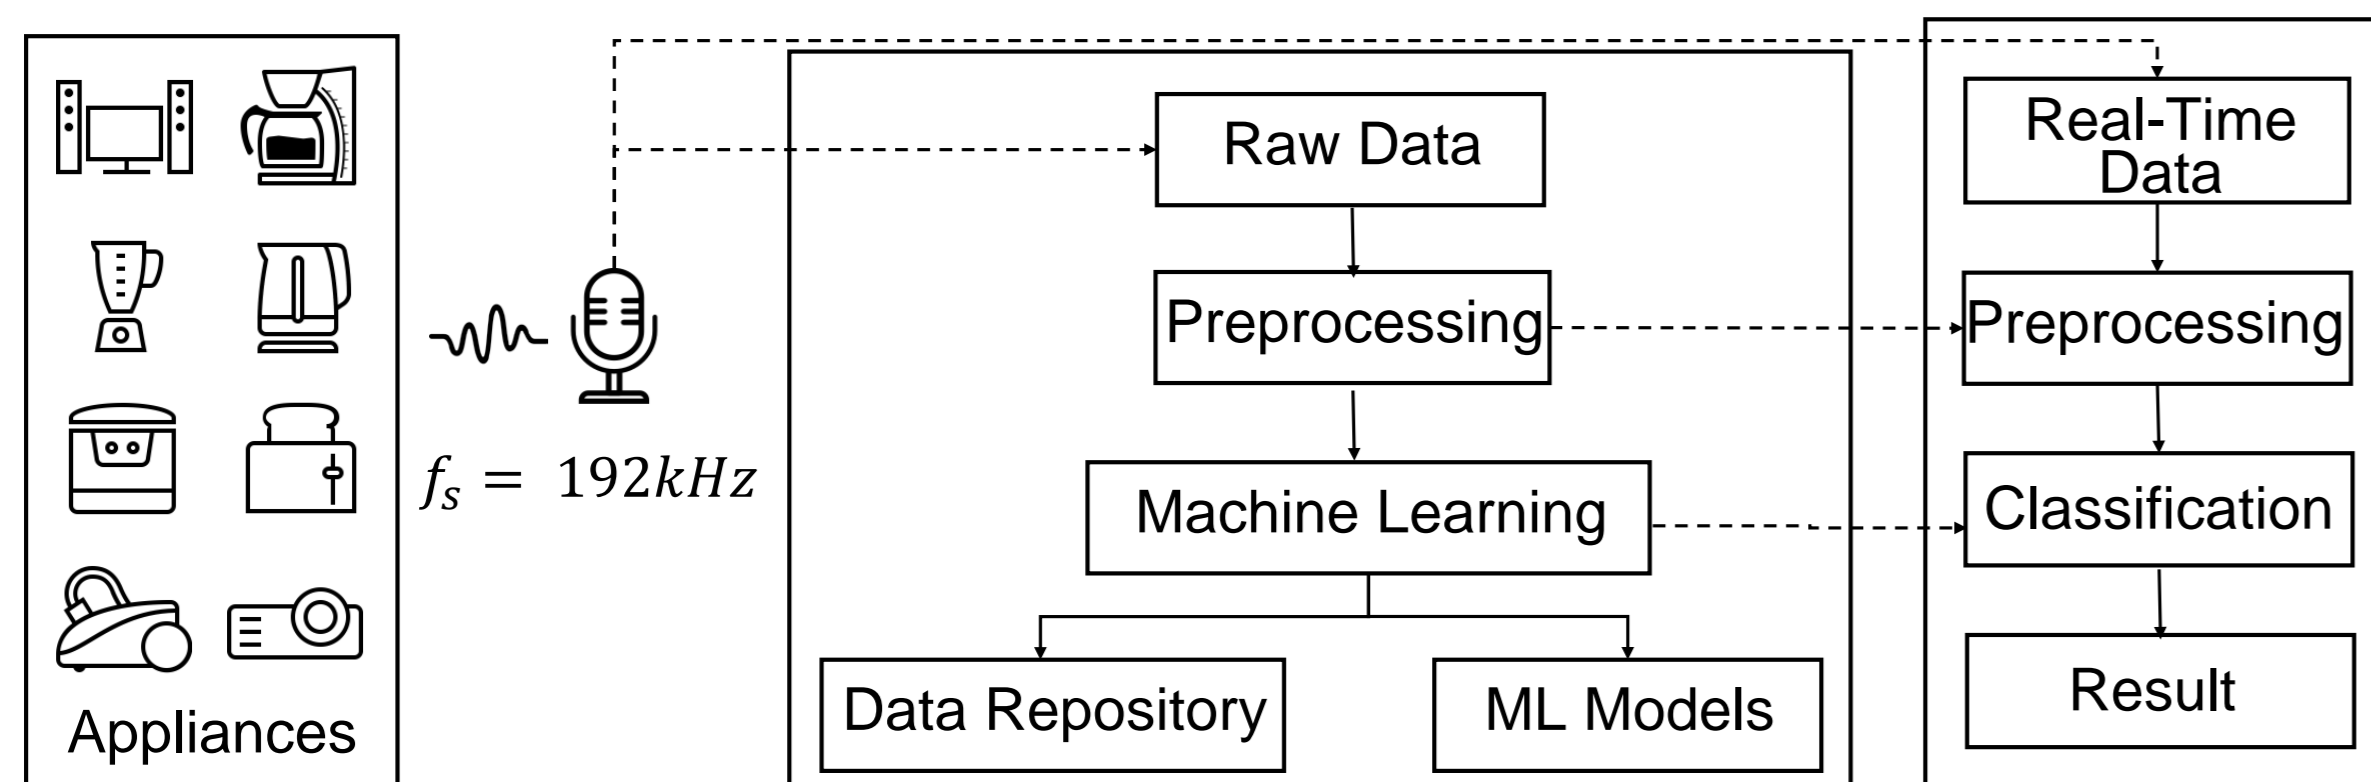 Appliances
f_s = 192kHz
Raw Data
Preprocessing
Machine Learning
Data Repository
ML Models
Real-Time
Data
Preprocessing
Classification
Result